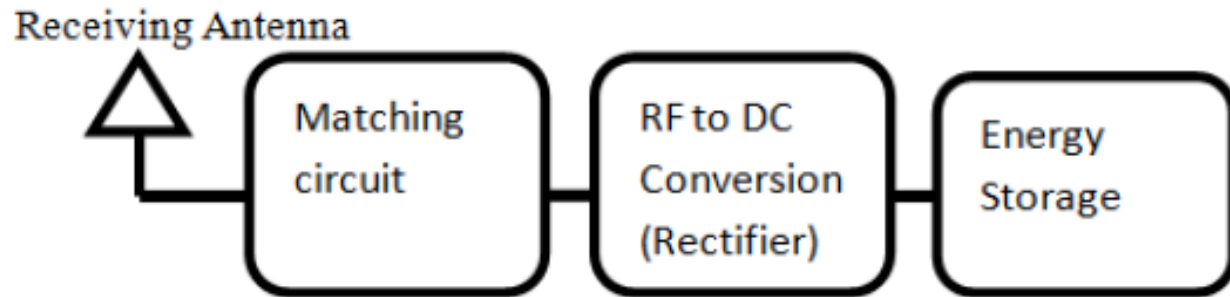 Receiving Antenna
Matching
circuit
RF to DC
Conversion
(Rectifier)
Energy
Storage